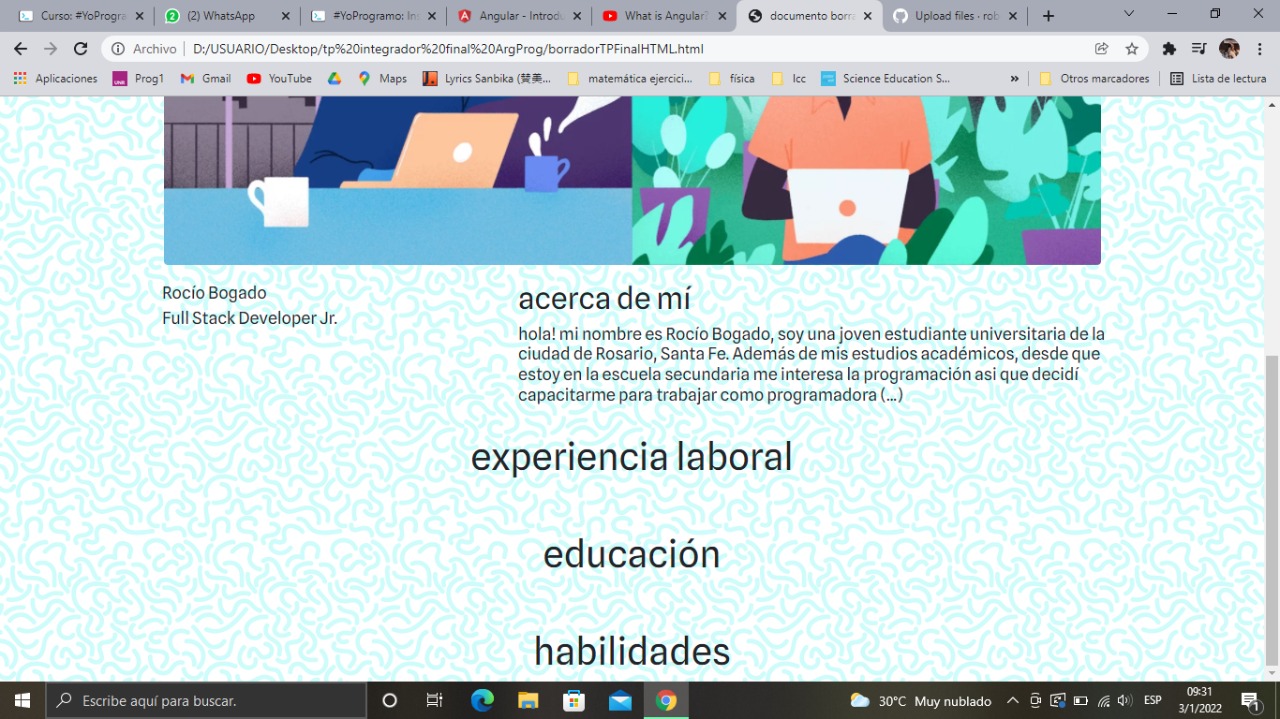 Curso: #YoProgra
(2) WhatsApp
#YoProgramo: Int
Angular - Introdu
What is Angular?
documento borra
Upload files · rob
Archivo
D:/USUARIO/Desktop/tp%20integrador%20final%20ArgProg/borradorTPFinalHTML.html
Aplicaciones
Prog1
Gmail
YouTube
Maps
Lyrics Sanbika (賛美...
matemática ejercici...
física
lcc
Science Education S...
»
Otros marcadores
Lista de lectura
Rocío Bogado
Full Stack Developer Jr.
acerca de mí
hola! mi nombre es Rocío Bogado, soy una joven estudiante universitaria de la
ciudad de Rosario, Santa Fe. Además de mis estudios académicos, desde que
estoy en la escuela secundaria me interesa la programación asi que decidí
capacitarme para trabajar como programadora (...)
experiencia laboral
educación
habilidades
Escribe aquí para buscar.
30°C Muy nublado
ESP
09:31
3/1/2022
1